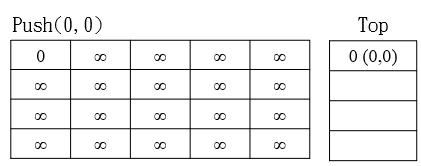 Push(0,0) Top
0 ∞ ∞ ∞ ∞ 0 (0,0)
∞ ∞ ∞ ∞ ∞
∞ ∞ ∞ ∞ ∞
∞ ∞ ∞ ∞ ∞